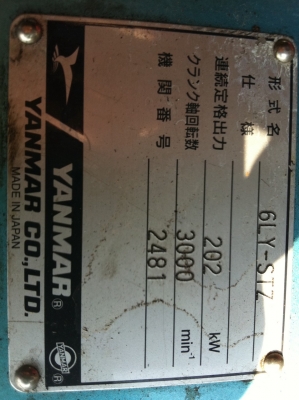 形式名 6LY-STZ
仕様
連続定格出力 202 kW
クランク軸回転数 3000 min-1
機関番号 2481
YANMAR®
YANMAR ®
YANMAR CO.,LTD.
MADE IN JAPAN